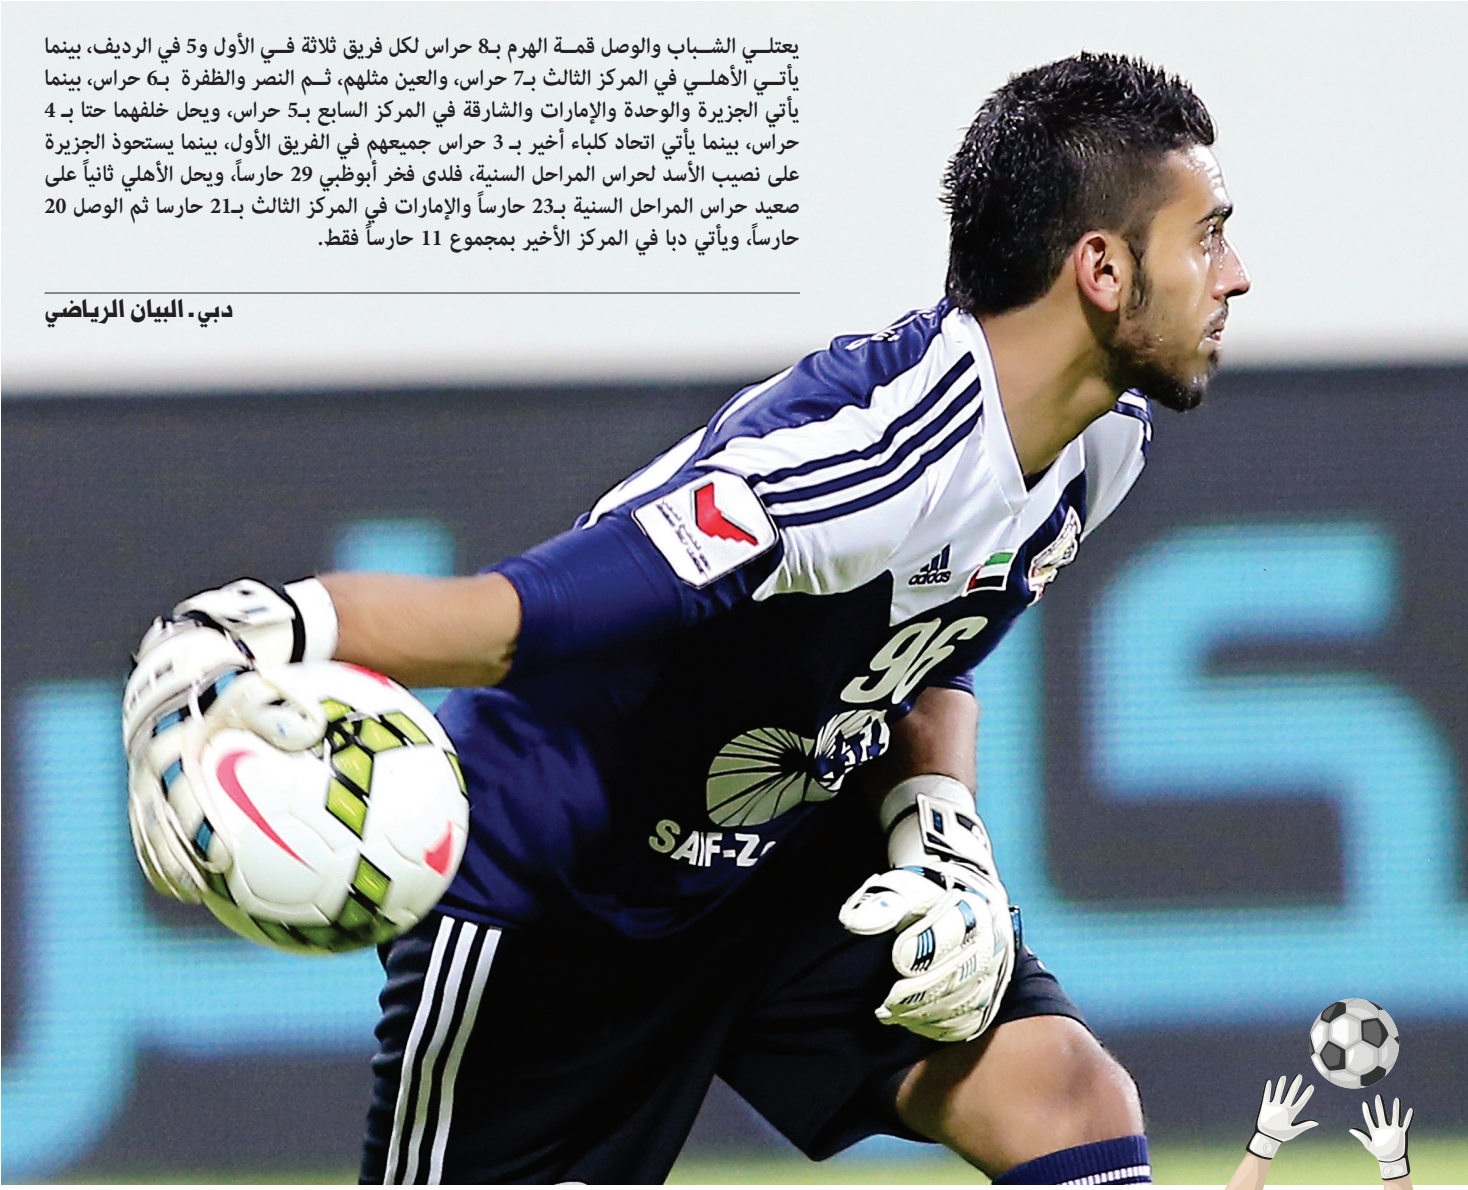 يعتلي الشباب والوصل قمة الهرم بـ8 حراس لكل فريق ثلاثة في الأول و5 في الرديف، بينما
يأتي الأهلي في المركز الثالث بـ7 حراس، والعين مثلهم، ثم النصر والظفرة بـ6 حراس، بينما
يأتي الجزيرة والوحدة والإمارات والشارقة في المركز السابع بـ5 حراس، ويحل خلفهما حتا بـ 4
حراس، بينما يأتي اتحاد كلباء أخير بـ 3 حراس جميعهم في الفريق الأول، بينما يستحوذ الجزيرة
على نصيب الأسد لحراس المراحل السنية، فلدى فخر أبوظبي 29 حارساً، ويحل الأهلي ثانياً على
صعيد حراس المراحل السنية بـ23 حارساً والإمارات في المركز الثالث بـ21 حارسا ثم الوصل 20
حارساً، ويأتي دبا في المركز الأخير بمجموع 11 حارساً فقط.
دبي ـ البيان الرياضي
adidas
96
SAIF-Z